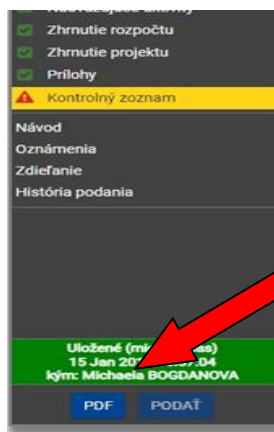 Zhrnutie rozpočtu
Zhrnutie projektu
Prílohy
Kontrolný zoznam
Návod
Oznámenia
Zdieľanie
História podania
Uložené
15 Jan
kým: Michaela BOGDANOVA
PDF
PODAŤ